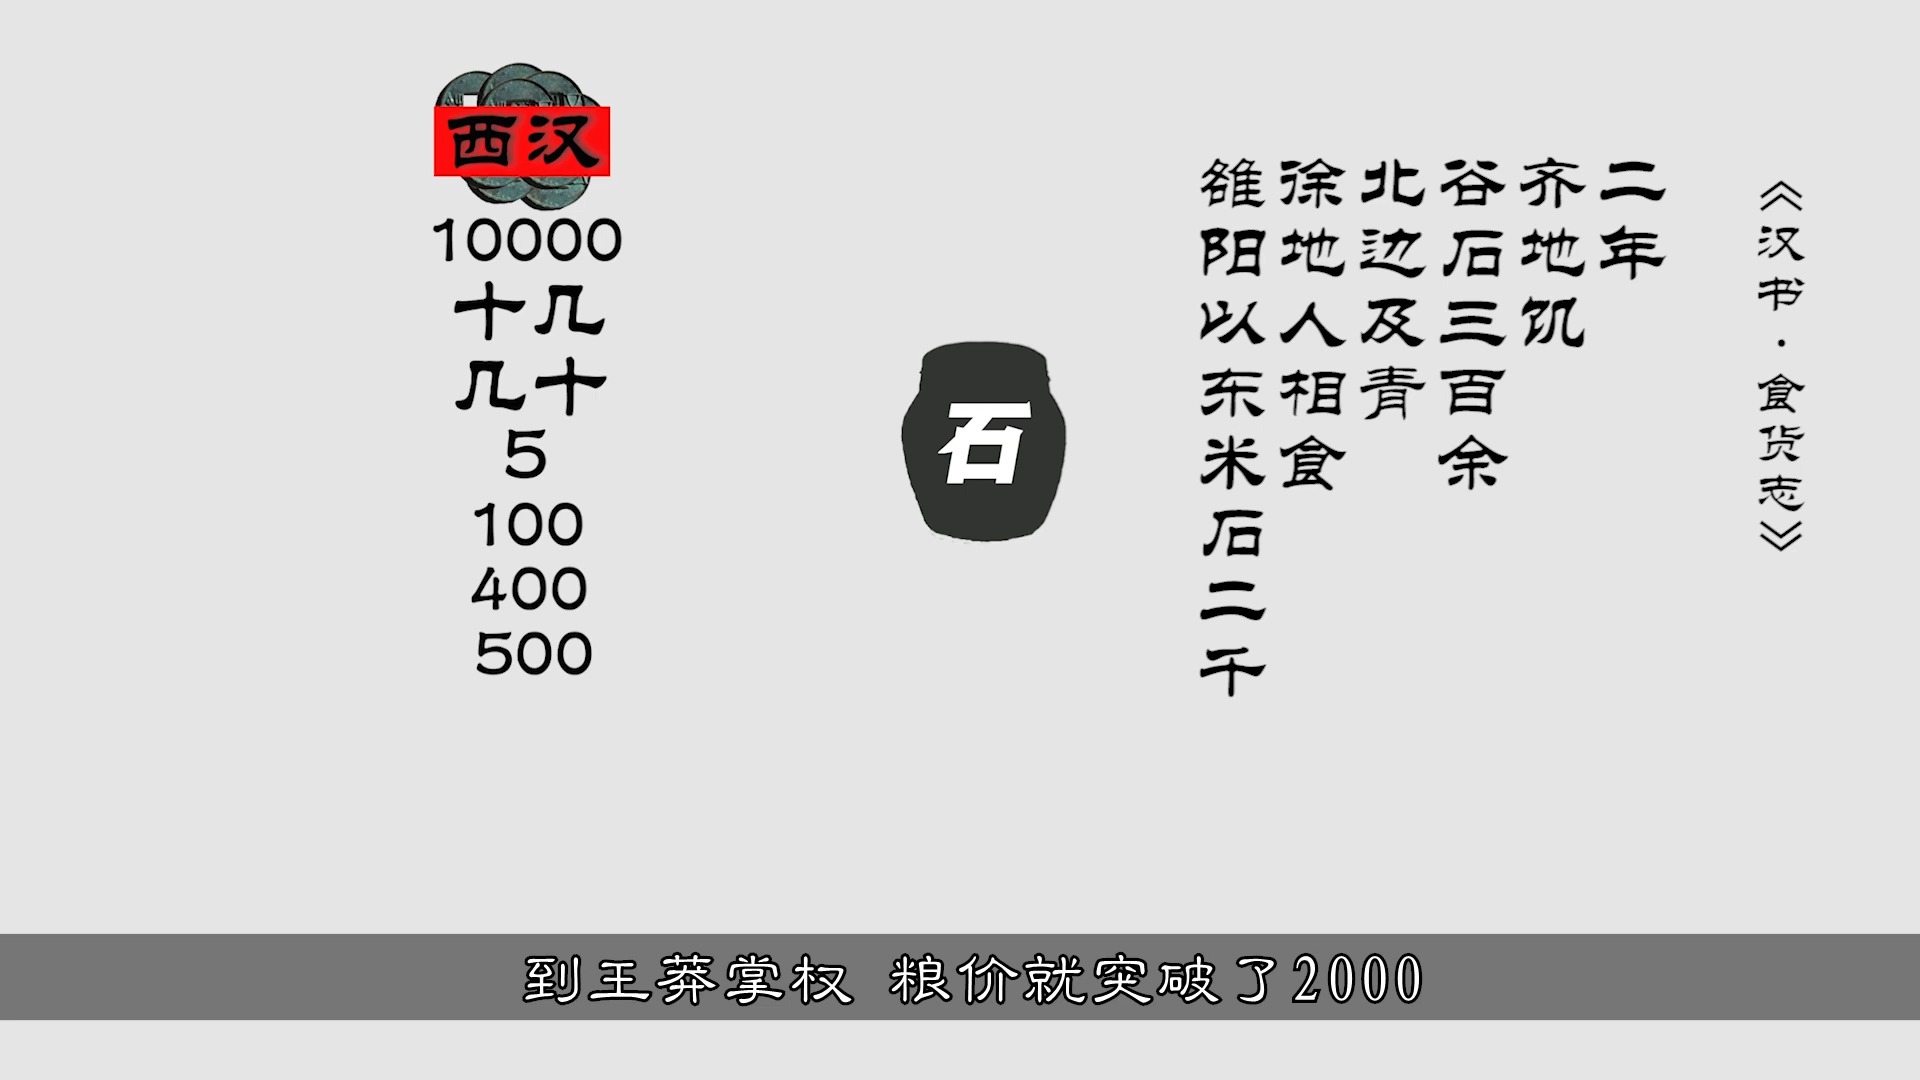 西汉
10000
十几
几十
5
100
400
500
石
《汉书·食货志》
二年
齐地饥
谷石三百余
北边及青
徐地人相食
雒阳以东米石二千
到王莽掌权 粮价就突破了2000